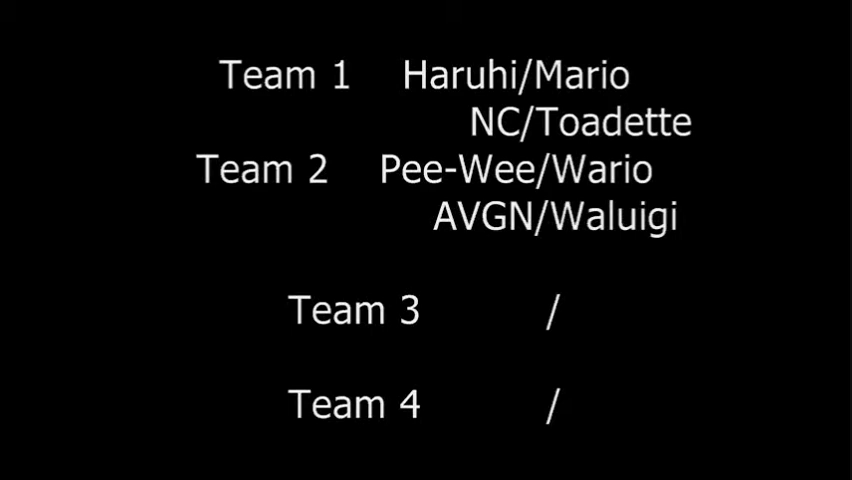 Team 1 Haruhi/Mario
NC/Toadette
Team 2 Pee-Wee/Wario
AVGN/Waluigi
Team 3 /
Team 4 /